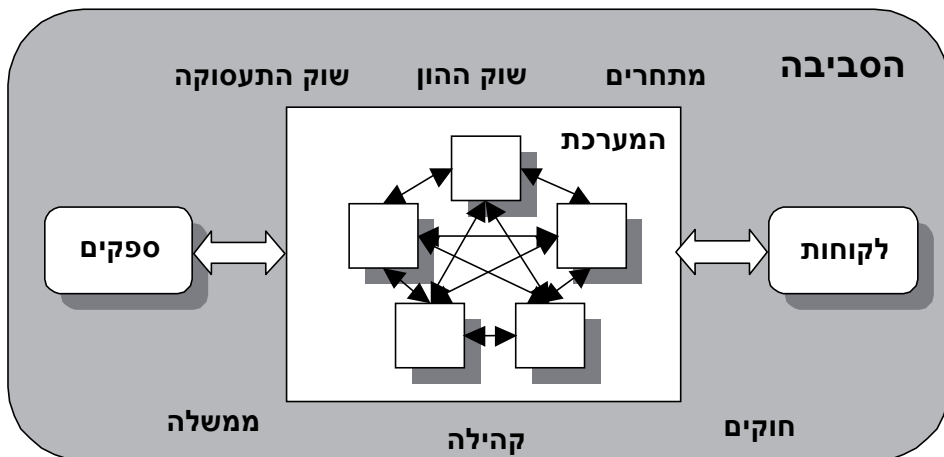 הסביבה
מתחרים
שוק ההון
שוק התעסוקה
המערכת
לקוחות
ספקים
חוקים
קהילה
ממשלה